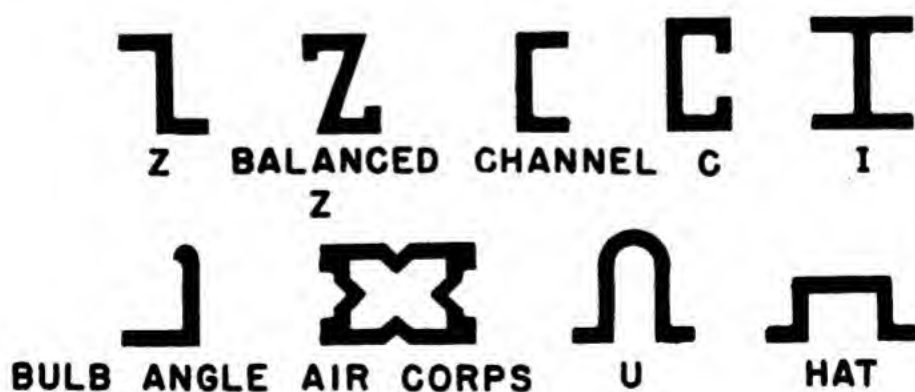 Z BALANCED CHANNEL C I
Z
BULB ANGLE AIR CORPS U HAT